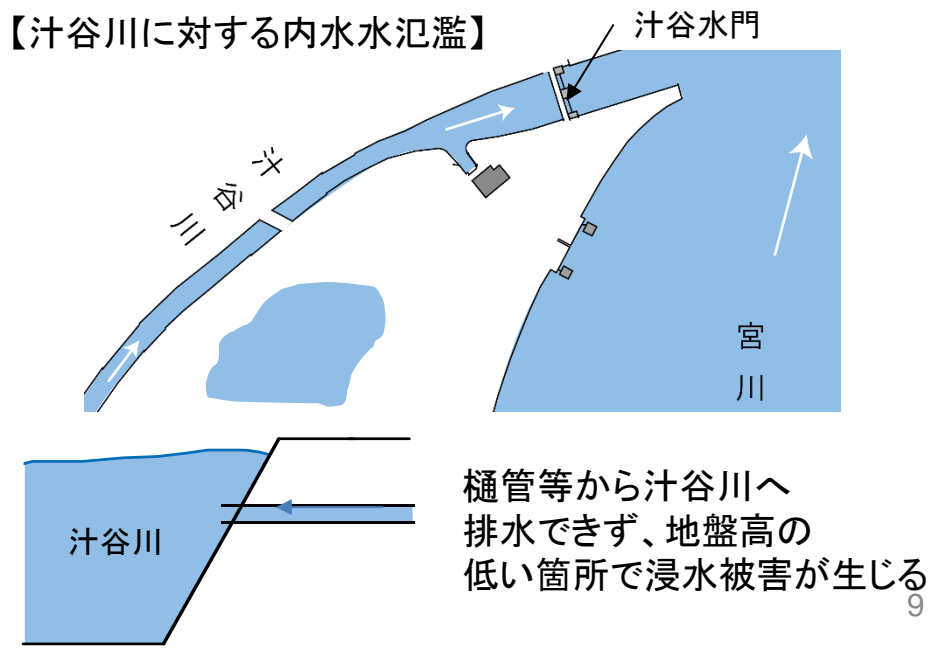 【汁谷川に対する内水水氾濫】
汁谷水門
汁谷川
宮川
汁谷川
樋管等から汁谷川へ
排水できず、地盤高の
低い箇所で浸水被害が生じる
9